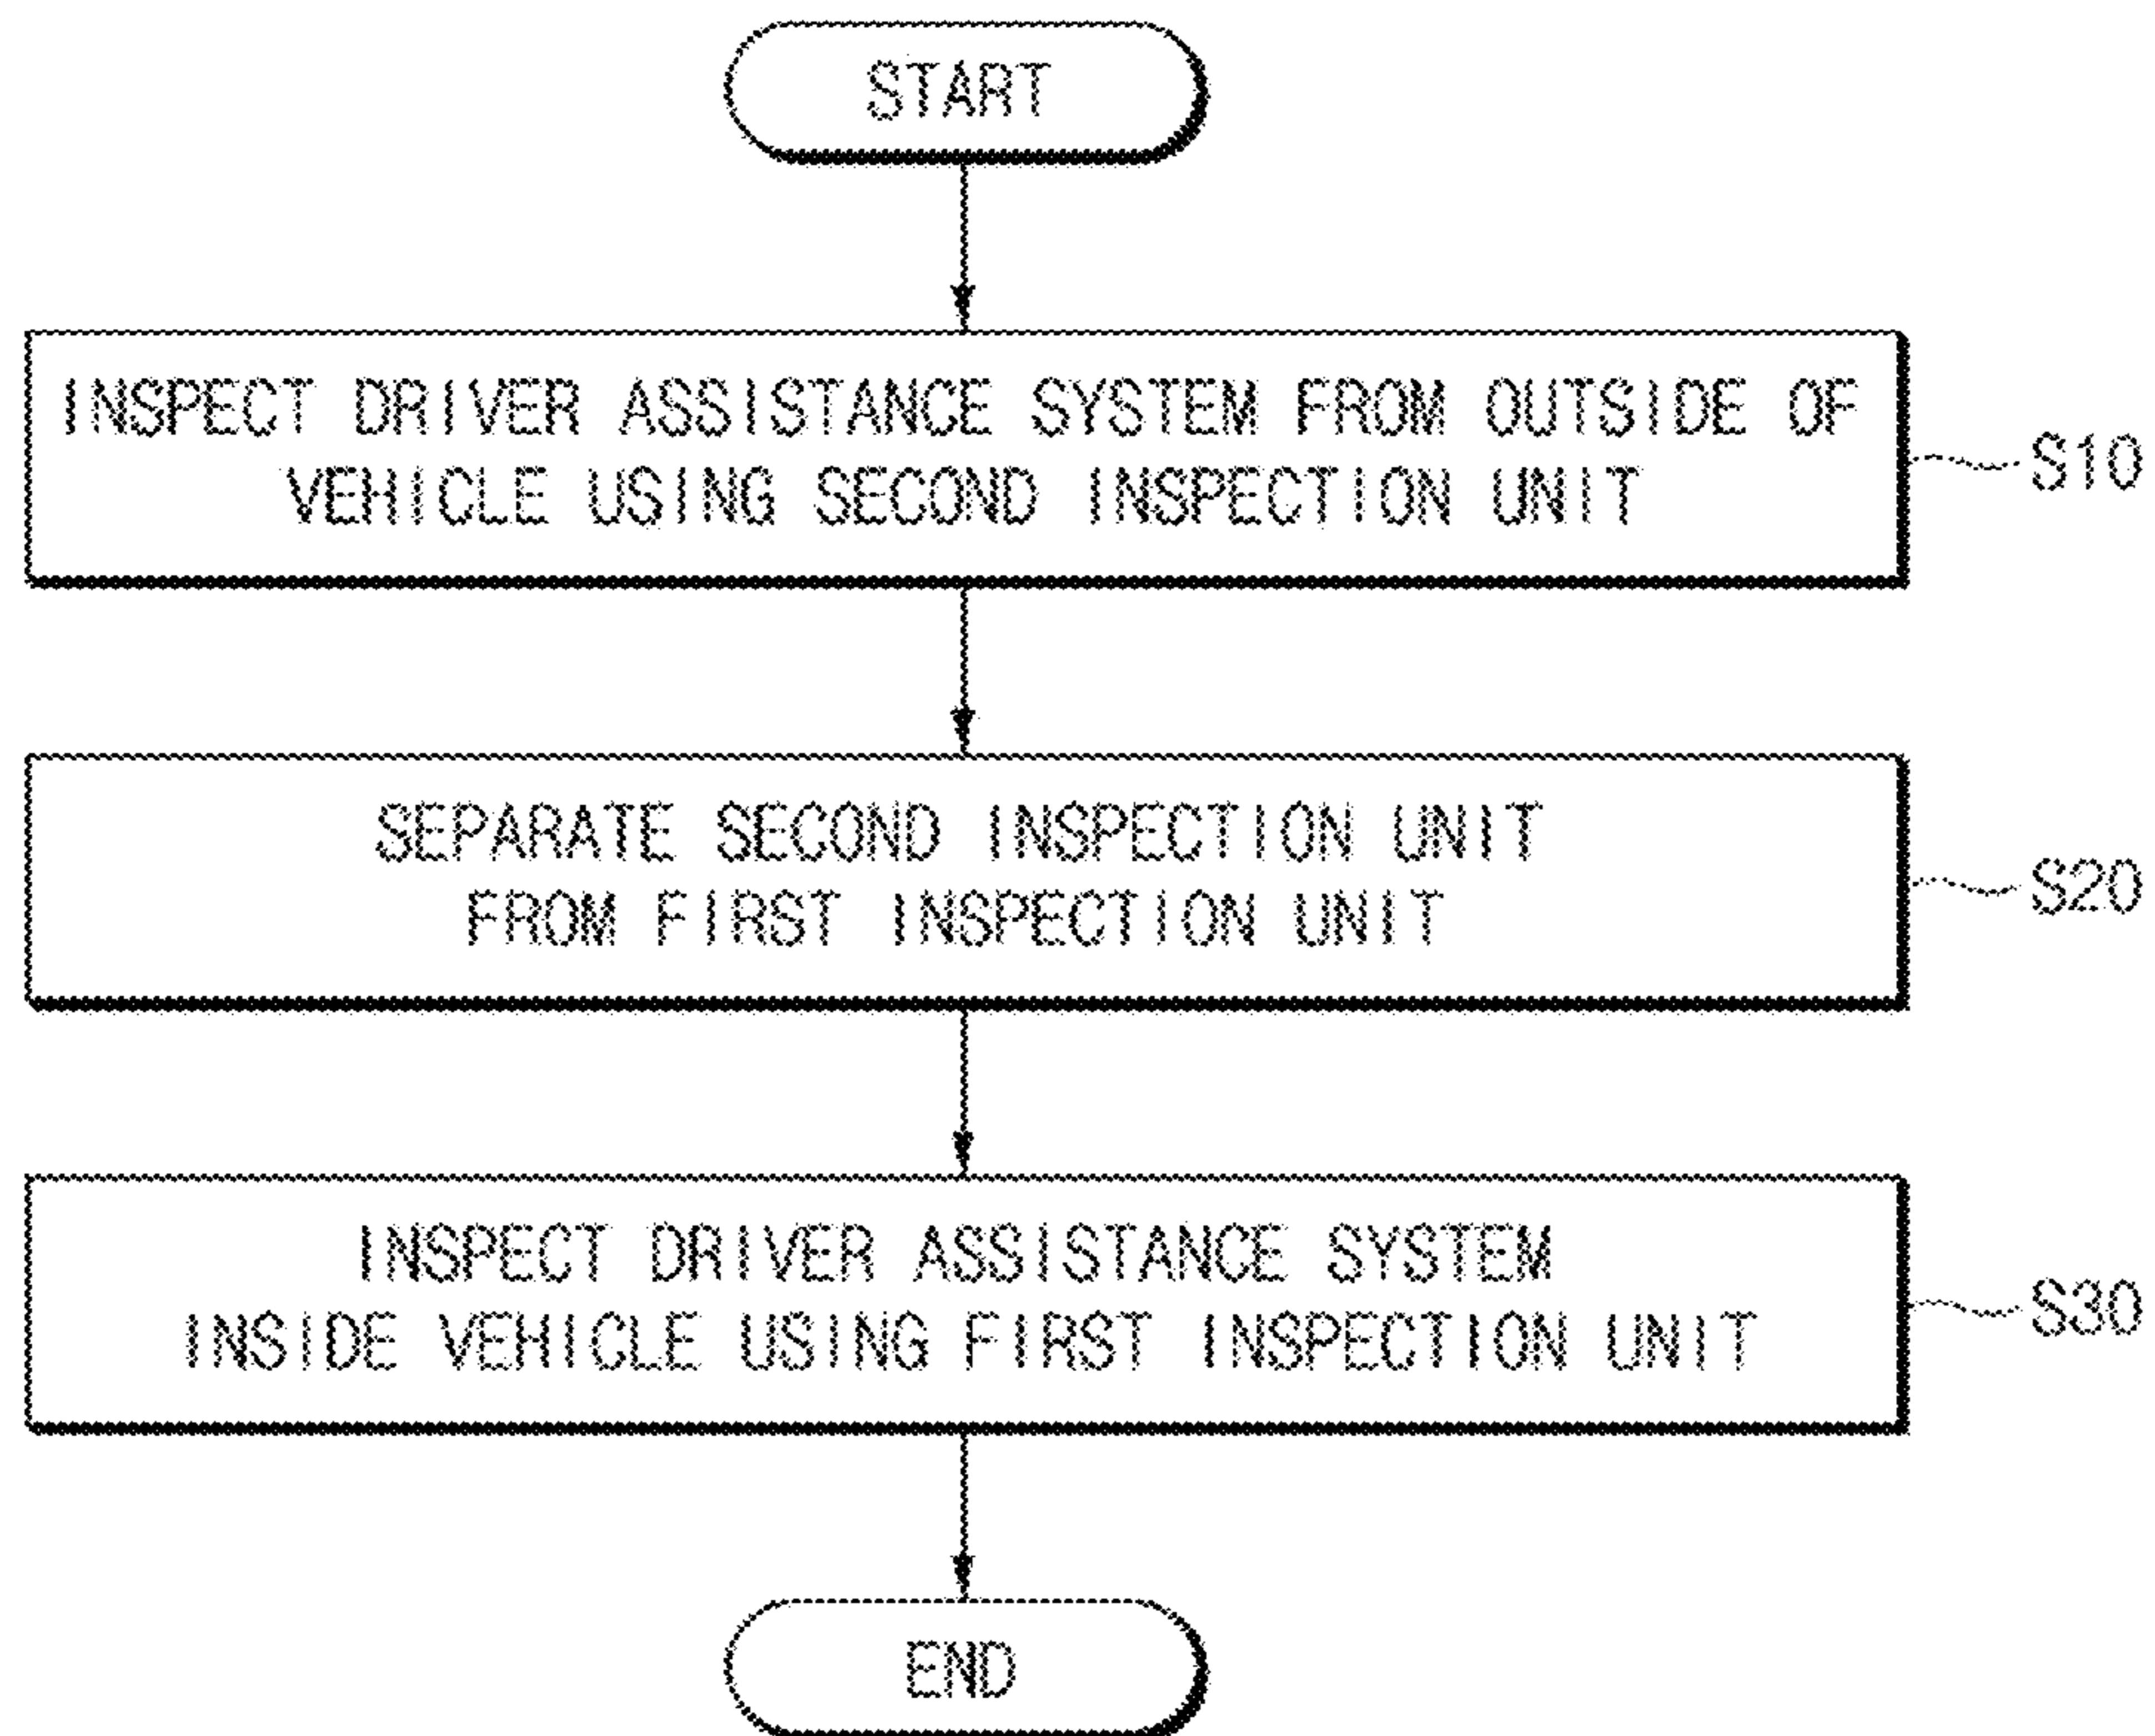 START
INSPECT DRIVER ASSISTANCE SYSTEM FROM OUTSIDE OF
VEHICLE USING SECOND INSPECTION UNIT
S10
SEPARATE SECOND INSPECTION UNIT
FROM FIRST INSPECTION UNIT
S20
INSPECT DRIVER ASSISTANCE SYSTEM
INSIDE VEHICLE USING FIRST INSPECTION UNIT
S30
END